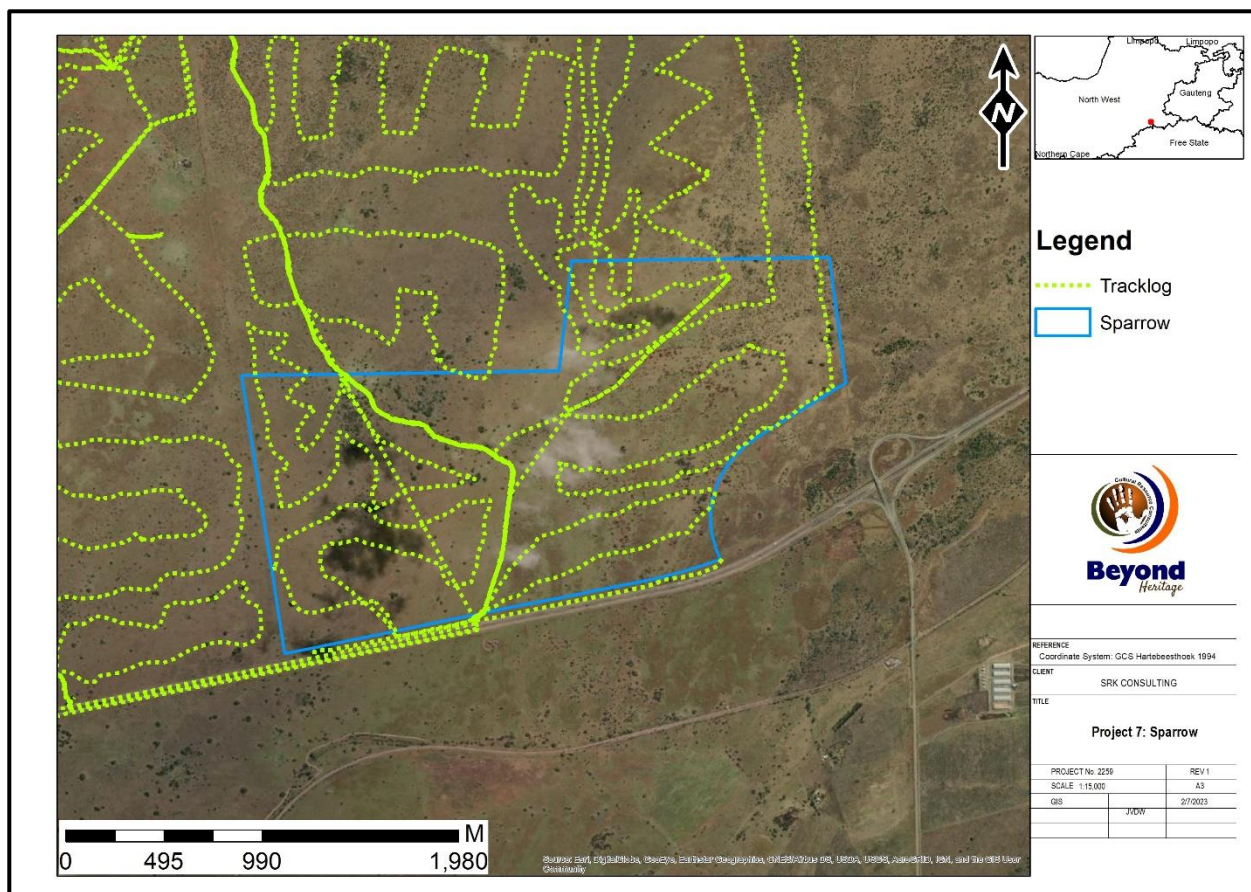 N
Limpopo
Limpopo
North West
Gauteng
Free State
Northern Cape
Legend
Tracklog
Sparrow
Cultural Resource Consultants
Beyond
Heritage
REFERENCE
Coordinate System: GCS Hartebeesthoek 1994
CLIENT
SRK CONSULTING
TITLE
Project 7: Sparrow
PROJECT No. 2259
REV 1
SCALE 1:15,000
A3
GIS
JVDW
2/7/2023
M
0 495 990 1,980
Source: Esri, DigitalGlobe, GeoEye, Earthstar Geographics, CNES/Airbus DS, USDA, USGS, AeroGRID, IGN, and the GIS User
Community